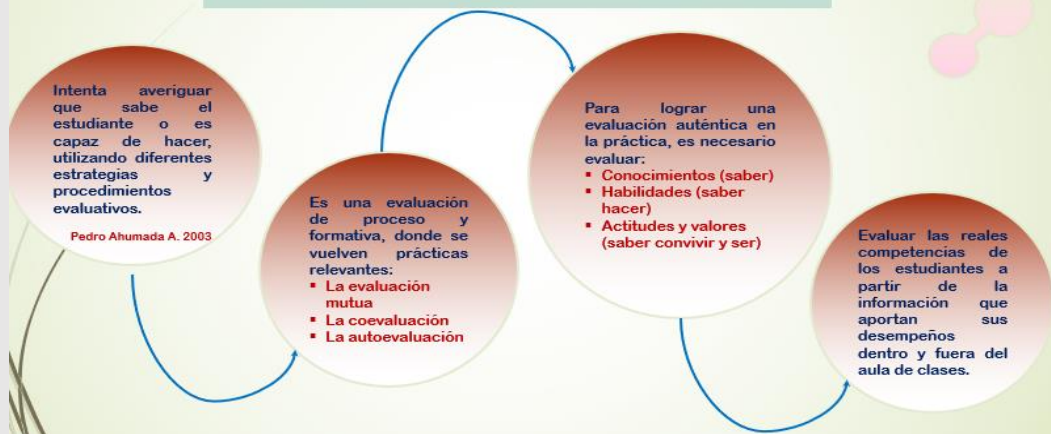 Intenta averiguar
que sabe el
estudiante o es
capaz de hacer,
utilizando diferentes
estrategias y
procedimientos
evaluativos.
Pedro Ahumada A. 2003
Es una evaluación
de proceso y
formativa, donde se
vuelven prácticas
relevantes:
▪ La evaluación
mutua
▪ La coevaluación
▪ La autoevaluación
Para lograr una
evaluación auténtica en
la práctica, es necesario
evaluar:
▪ Conocimientos (saber)
▪ Habilidades (saber
hacer)
▪ Actitudes y valores
(saber convivir y ser)
Evaluar las reales
competencias de
los estudiantes a
partir de la
información que
aportan sus
desempeños
dentro y fuera del
aula de clases.